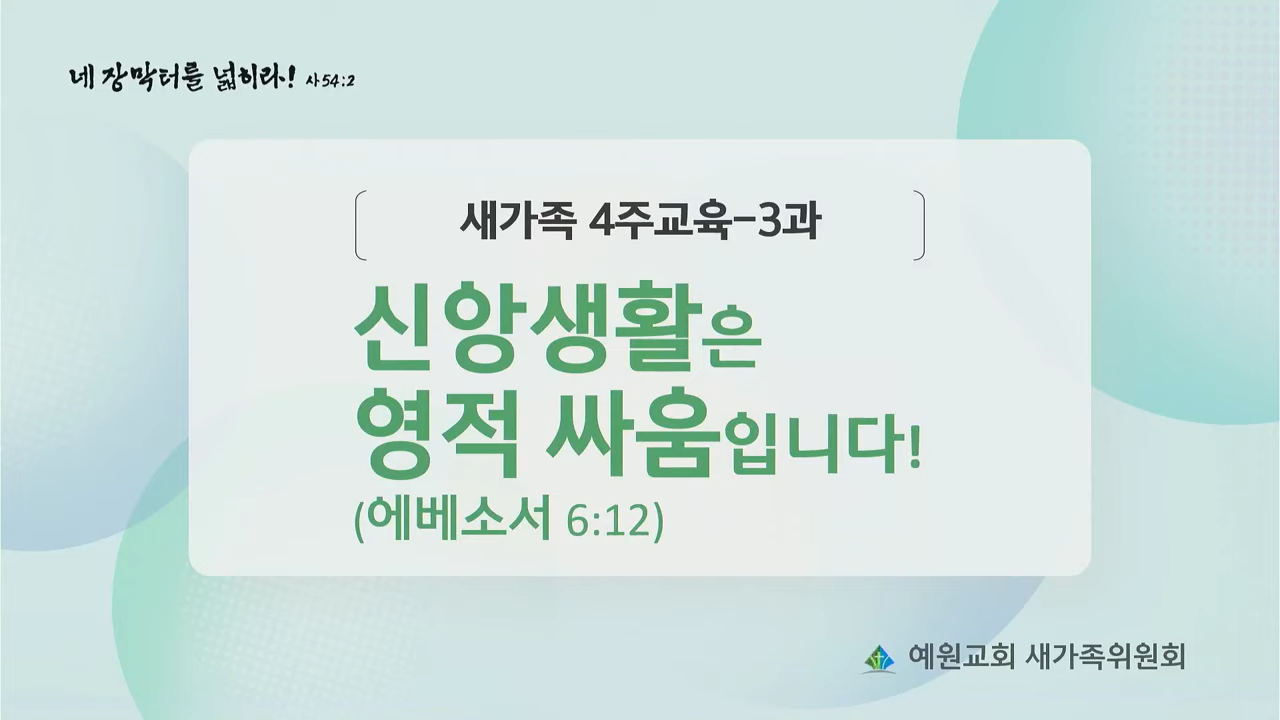 네 장막터를 넓히라! 사54:2
새가족 4주교육-3과
신앙생활은
영적 싸움입니다!
(에베소서 6:12)
예원교회 새가족위원회